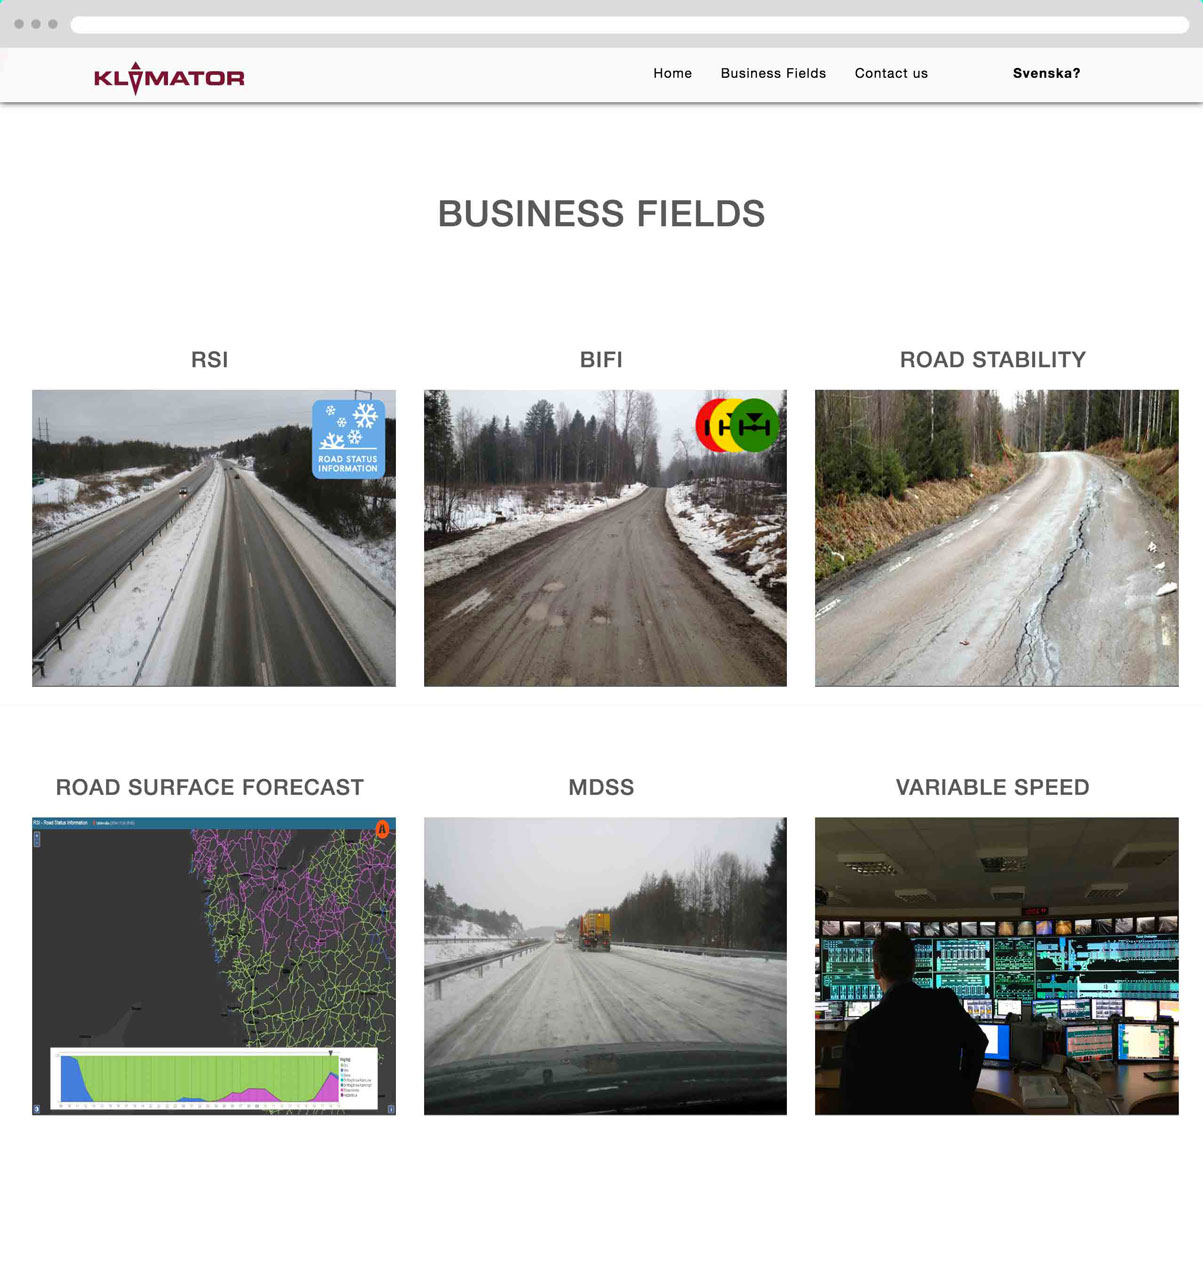 KLIMATOR
Home
Business Fields
Contact us
Svenska?
BUSINESS FIELDS
RSI
BIFI
ROAD STABILITY
ROAD STATUS
INFORMATION
ROAD SURFACE FORECAST
MDSS
VARIABLE SPEED
RSI - Road Status Information